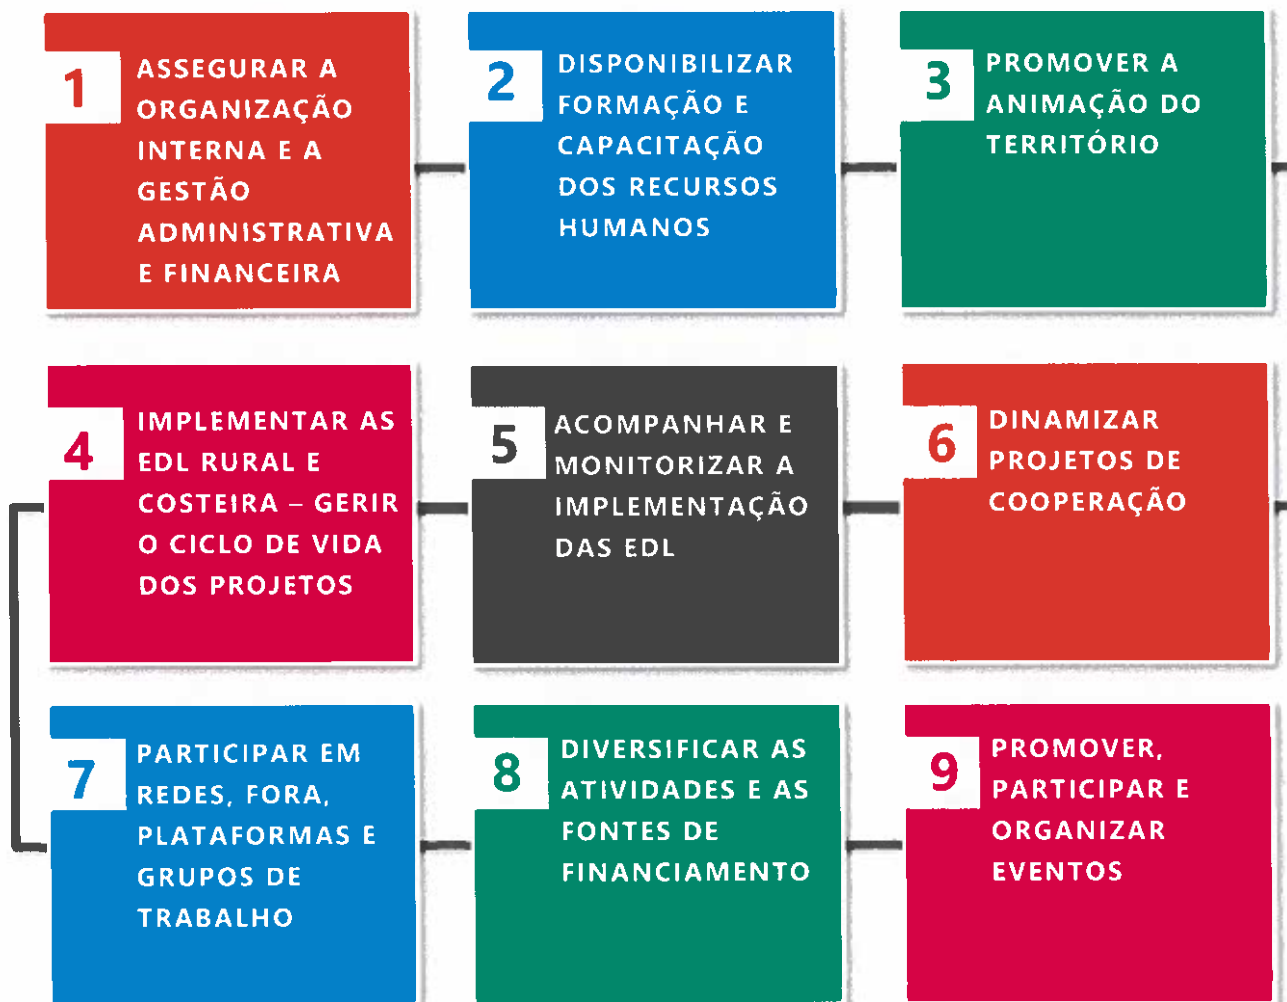 1
ASSEGURAR A
ORGANIZAÇÃO
INTERNA E A
GESTÃO
ADMINISTRATIVA
E FINANCEIRA
2
DISPONIBILIZAR
FORMAÇÃO E
CAPACITAÇÃO
DOS RECURSOS
HUMANOS
3
PROMOVER A
ANIMAÇÃO DO
TERRITÓRIO
4
IMPLEMENTAR AS
EDL RURAL E
COSTEIRA – GERIR
O CICLO DE VIDA
DOS PROJETOS
5
ACOMPANHAR E
MONITORIZAR A
IMPLEMENTAÇÃO
DAS EDL
6
DINAMIZAR
PROJETOS DE
COOPERAÇÃO
7
PARTICIPAR EM
REDES, FORA,
PLATAFORMAS E
GRUPOS DE
TRABALHO
8
DIVERSIFICAR AS
ATIVIDADES E AS
FONTES DE
FINANCIAMENTO
9
PROMOVER,
PARTICIPAR E
ORGANIZAR
EVENTOS